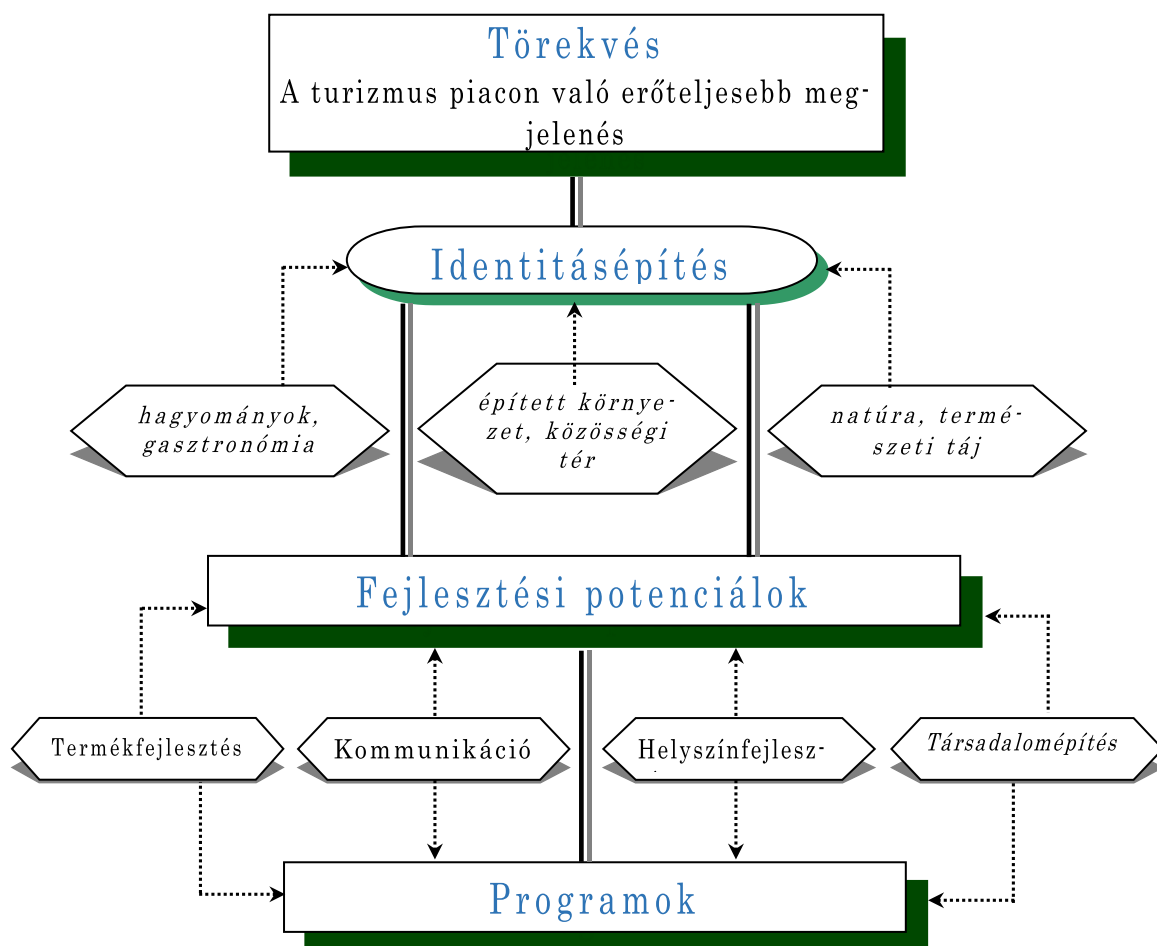 Törekvés
A turizmus piacon való erőteljesebb meg-
jelenés
Identitásépítés
hagyományok,
gasztronómia
épített környe-
zet, közösségi
tér
natúra, termé-
szeti táj
Fejlesztési potenciálok
Termékfejlesztés
Kommunikáció
Helyszínfejlesz-
Társadalomépítés
Programok